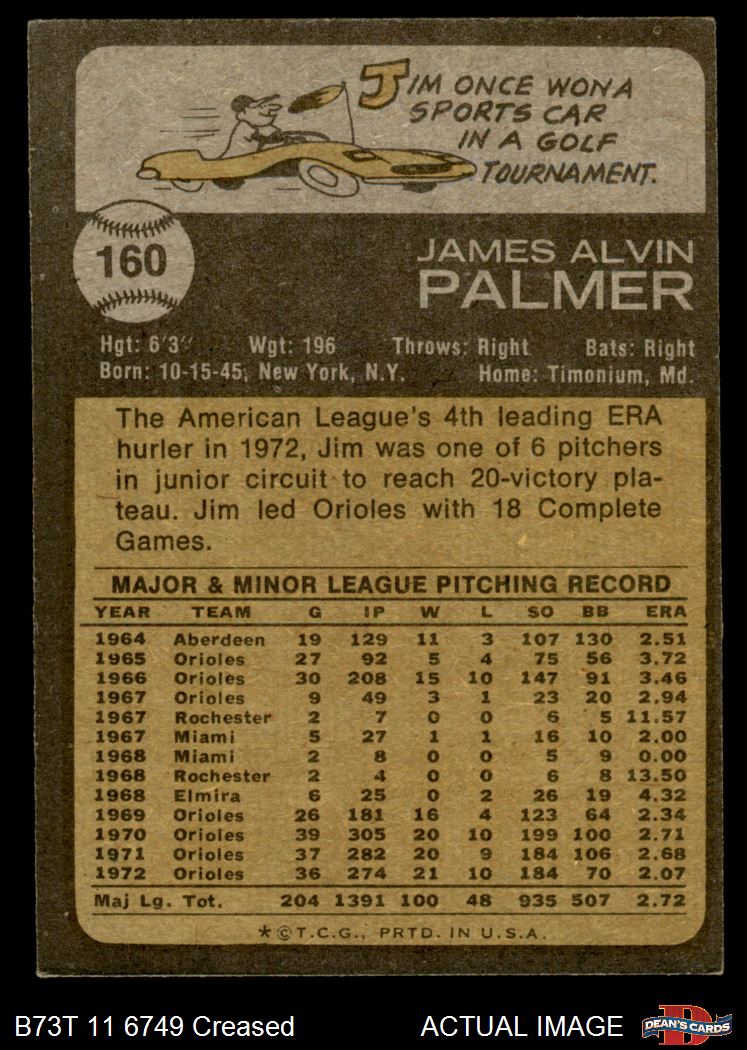 JIM ONCE WON A
SPORTS CAR
IN A GOLF
TOURNAMENT.
160
JAMES ALVIN
PALMER
Hgt: 6'3" Wgt: 196 Throws: Right Bats: Right
Born: 10-15-45, New York, N.Y. Home: Timonium, Md.
The American League's 4th leading ERA
hurler in 1972, Jim was one of 6 pitchers
in junior circuit to reach 20-victory pla-
teau. Jim led Orioles with 18 Complete
Games.
MAJOR & MINOR LEAGUE PITCHING RECORD
YEAR TEAM G IP W L SO BB ERA
1964 Aberdeen 19 129 11 3 107 130 2.51
1965 Orioles 27 92 5 4 75 56 3.72
1966 Orioles 30 208 15 10 147 91 3.46
1967 Orioles 9 49 3 1 23 20 2.94
1967 Rochester 2 7 0 0 6 5 11.57
1967 Miami 5 27 1 1 16 10 2.00
1968 Miami 2 8 0 0 5 9 0.00
1968 Rochester 2 4 0 0 6 8 13.50
1968 Elmira 6 25 0 2 26 19 4.32
1969 Orioles 26 181 16 4 123 64 2.34
1970 Orioles 39 305 20 10 199 100 2.71
1971 Orioles 37 282 20 9 184 106 2.68
1972 Orioles 36 274 21 10 184 70 2.07
Maj Lg. Tot. 204 1391 100 48 935 507 2.72
*©T.C.G., PRTD. IN U.S.A.
B73T 11 6749 Creased ACTUAL IMAGE
DEAN'S CARDS